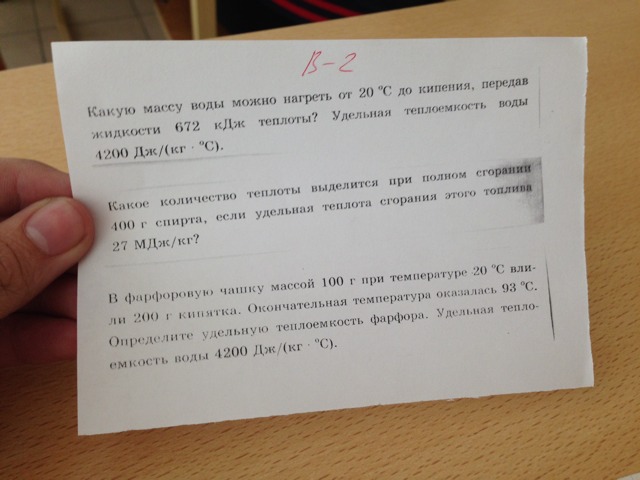 В-2
Какую массу воды можно нагреть от 20 °С до кипения, передав
жидкости 672 кДж теплоты? Удельная теплоемкость воды
4200 Дж/(кг · °С).
Какое количество теплоты выделится при полном сгорании
400 г спирта, если удельная теплота сгорания этого топлива
27 МДж/кг?
В фарфоровую чашку массой 100 г при температуре 20 °С вли-
ли 200 г кипятка. Окончательная температура оказалась 93 °С.
Определите удельную теплоемкость фарфора. Удельная тепло-
емкость воды 4200 Дж/(кг · °С).